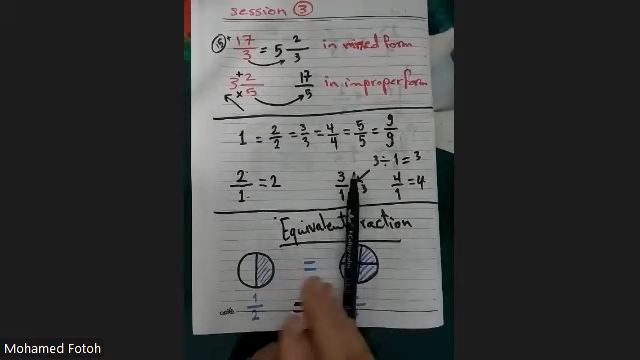 session ③
⑮ 17/3 = 5 2/3 in mixed form
3 + 2 × 5 17/5 in improper form
1 = 2/2 = 3/3 = 4/4 = 5/5 = 9/9
3 ÷ 1 = 3
2/1 = 2 3/1 3 4/1 = 4
Equivalent raction
=
1/2 =
Mohamed Fotoh